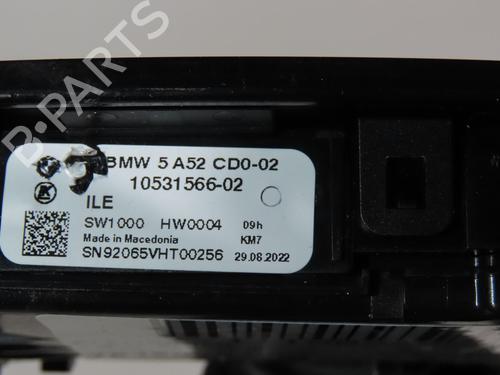 B-PARTS
BMW 5 A52 CD0-02
10531566-02
ILE
SW1000 HW0004 09h
Made in Macedonia KM7
SN92065VHT00256 29.08.2022